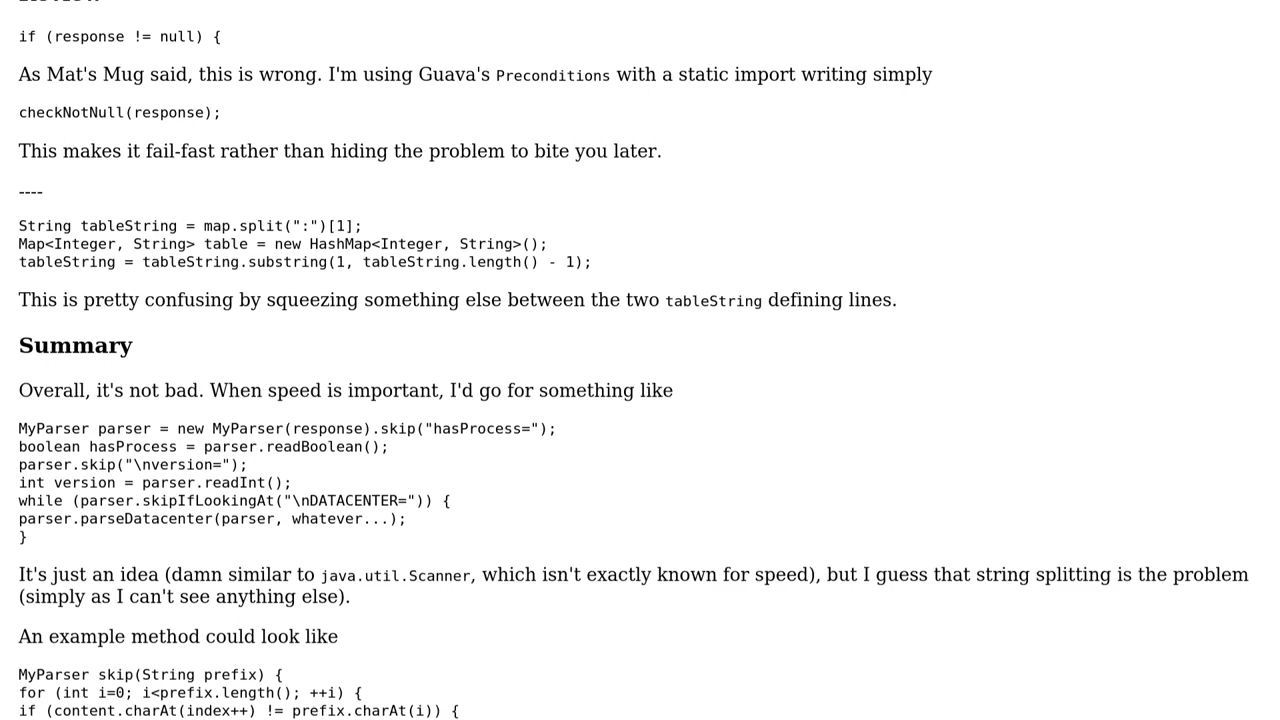 if (response != null) {
As Mat's Mug said, this is wrong. I'm using Guava's Preconditions with a static import writing simply
checkNotNull(response);
This makes it fail-fast rather than hiding the problem to bite you later.
----
String tableString = map.split(":")[1];
Map<Integer, String> table = new HashMap<Integer, String>();
tableString = tableString.substring(1, tableString.length() - 1);
This is pretty confusing by squeezing something else between the two tableString defining lines.
Summary
Overall, it's not bad. When speed is important, I'd go for something like
MyParser parser = new MyParser(response).skip("hasProcess=");
boolean hasProcess = parser.readBoolean();
parser.skip("\nversion=");
int version = parser.readInt();
while (parser.skipIfLookingAt("\nDATACENTER=")) {
parser.parseDatacenter(parser, whatever...);
}
It's just an idea (damn similar to java.util.Scanner, which isn't exactly known for speed), but I guess that string splitting is the problem
(simply as I can't see anything else).
An example method could look like
MyParser skip(String prefix) {
for (int i=0; i<prefix.length(); ++i) {
if (content.charAt(index++) != prefix.charAt(i)) {